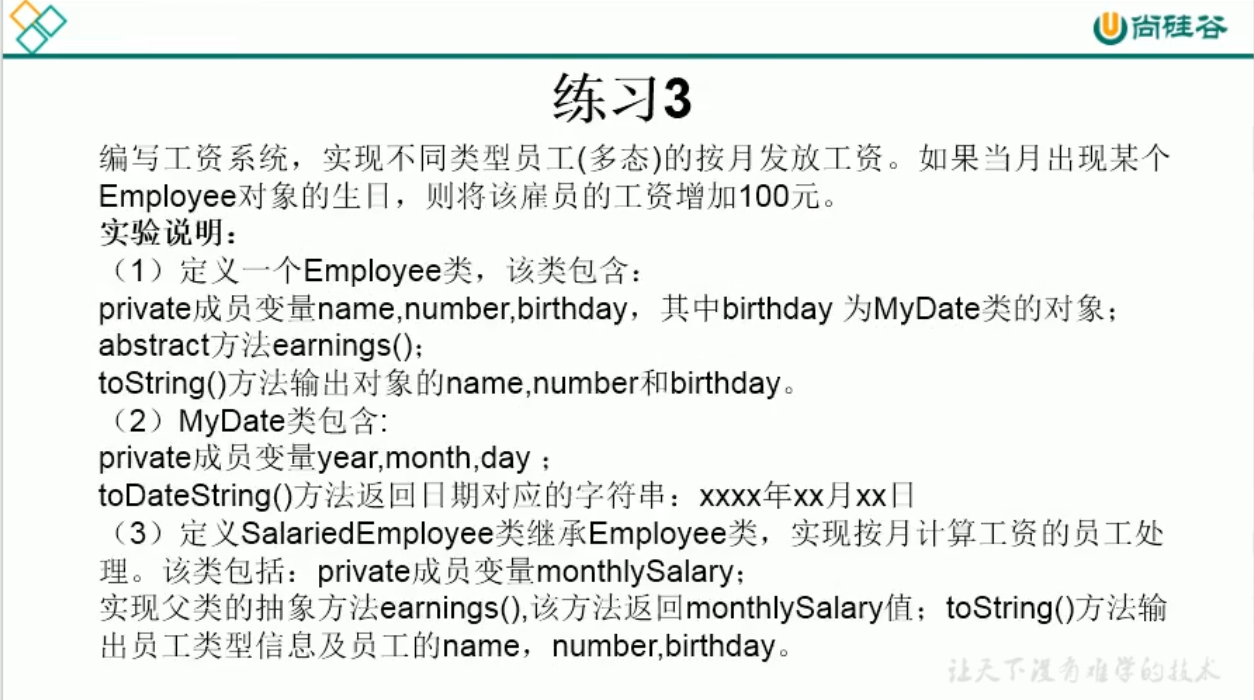 尚硅谷
练习3
编写工资系统，实现不同类型员工(多态)的按月发放工资。如果当月出现某个
Employee对象的生日，则将该雇员的工资增加100元。
实验说明：
（1）定义一个Employee类，该类包含：
private成员变量name,number,birthday，其中birthday 为MyDate类的对象；
abstract方法earnings()；
toString()方法输出对象的name,number和birthday。
（2）MyDate类包含:
private成员变量year,month,day ；
toDateString()方法返回日期对应的字符串：xxxx年xx月xx日
（3）定义SalariedEmployee类继承Employee类，实现按月计算工资的员工处
理。该类包括：private成员变量monthlySalary；
实现父类的抽象方法earnings(),该方法返回monthlySalary值；toString()方法输
出员工类型信息及员工的name，number,birthday。
让天下没有难学的技术